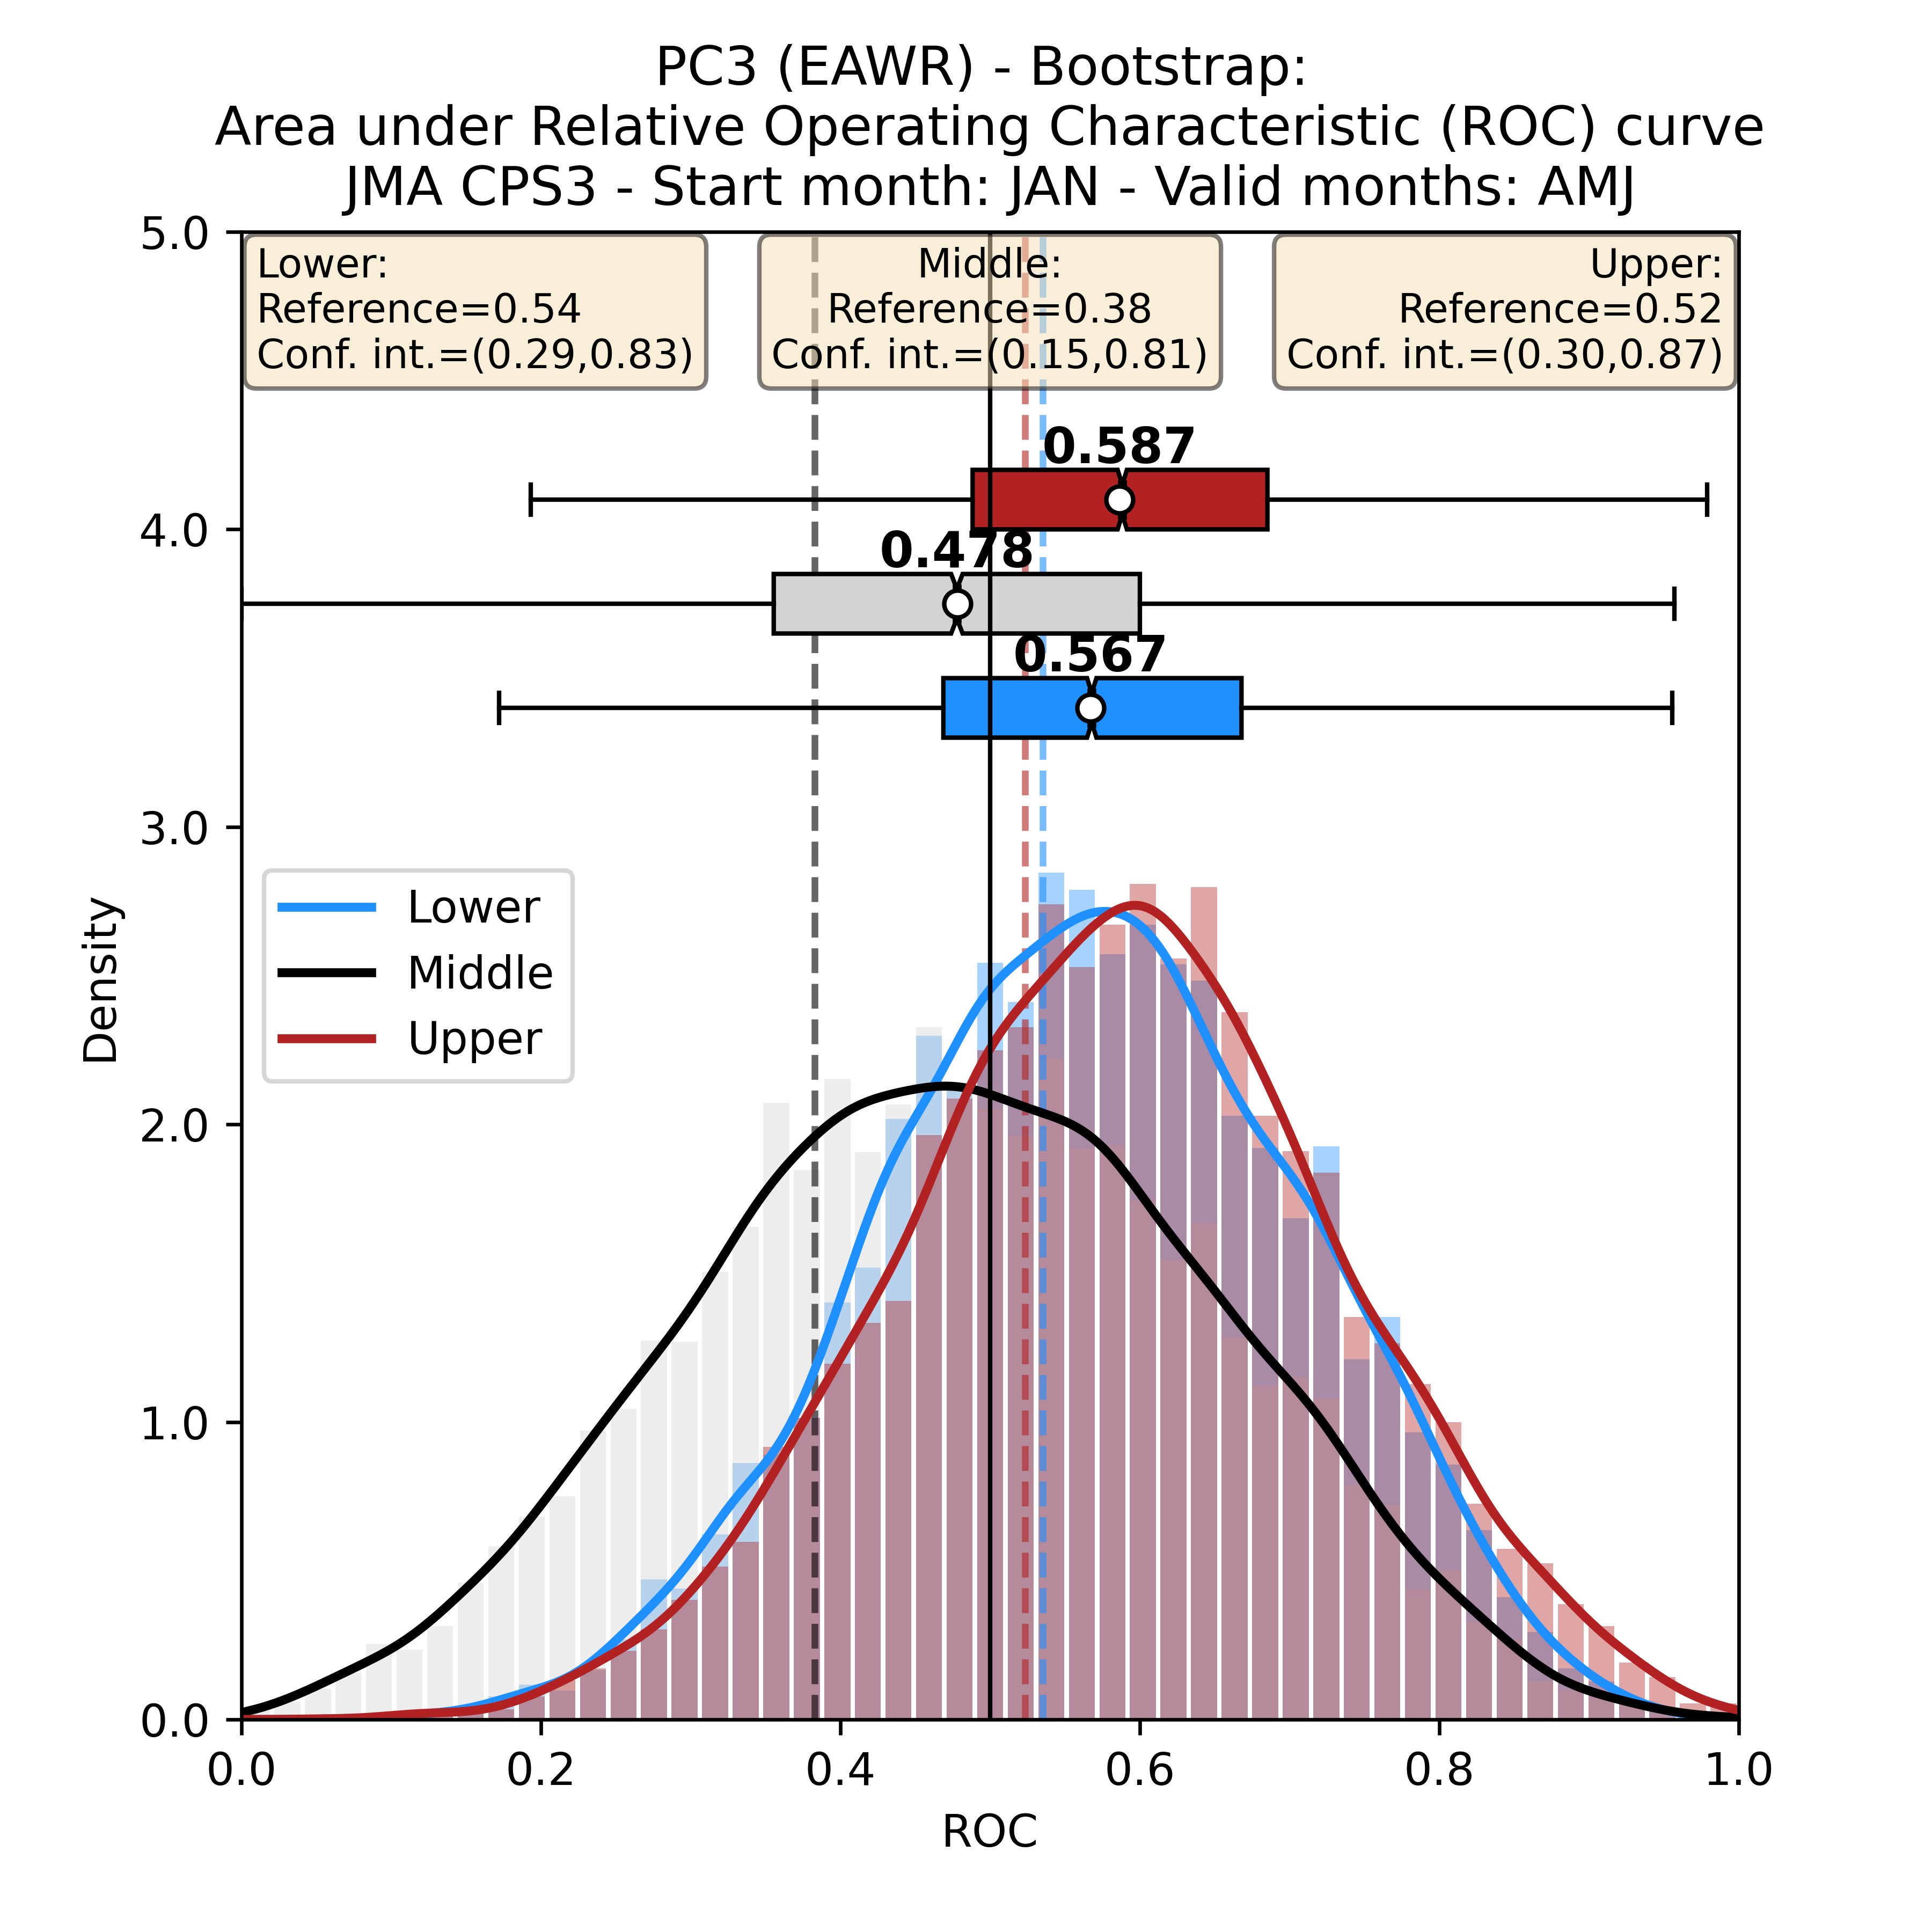 PC3 (EAWR) - Bootstrap:
Area under Relative Operating Characteristic (ROC) curve
JMA CPS3 - Start month: JAN - Valid months: AMJ
Lower:
Reference=0.54
Conf. int.=(0.29,0.83)
Middle:
Reference=0.38
Conf. int.=(0.15,0.81)
Upper:
Reference=0.52
Conf. int.=(0.30,0.87)
0.587
0.478
0.567
5.0
4.0
3.0
2.0
1.0
0.0
Density
Lower
Middle
Upper
0.0 0.2 0.4 0.6 0.8 1.0
ROC